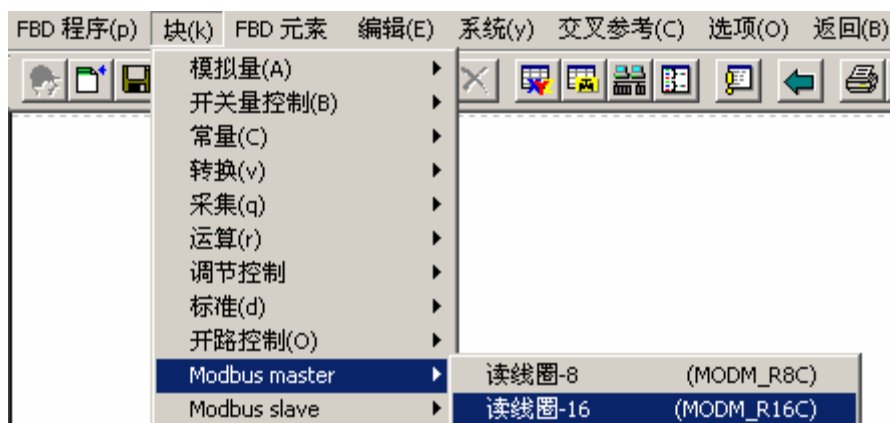 FBD 程序(p) 块(k) FBD 元素 编辑(E) 系统(y) 交叉参考(C) 选项(O) 返回(B)
模拟量(A)
开关量控制(B)
常量(C)
转换(v)
采集(q)
运算(r)
调节控制
标准(d)
开路控制(O)
Modbus master 读线圈-8 (MODM_R8C)
Modbus slave 读线圈-16 (MODM_R16C)